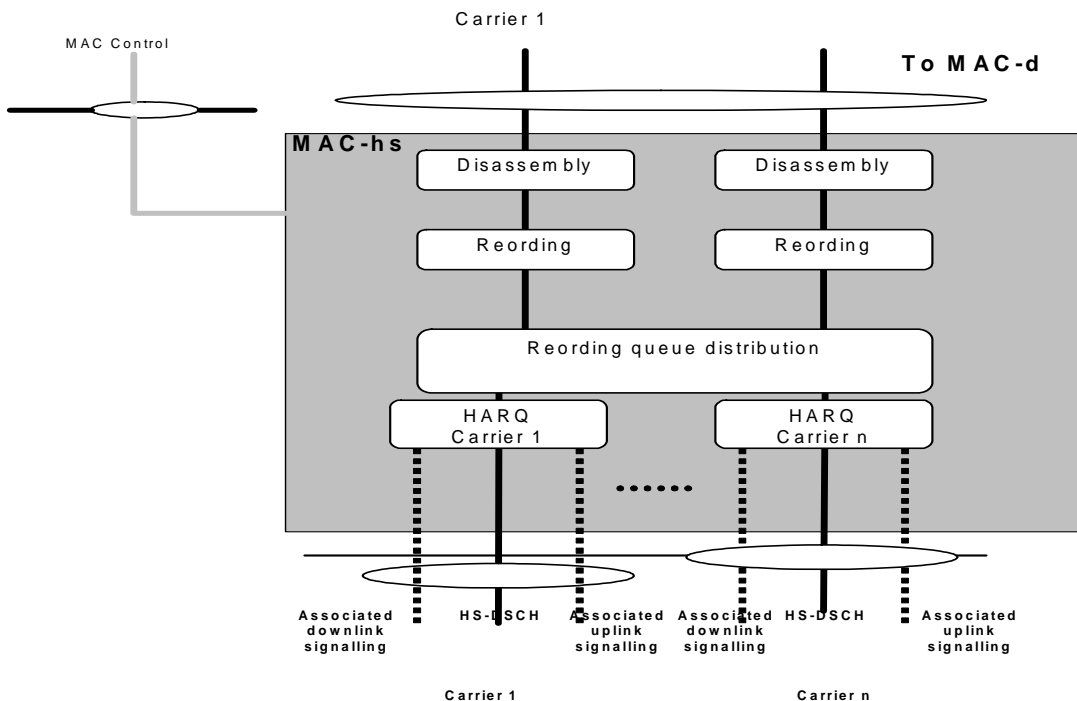 Carrier 1
MAC Control
To MAC-d
MAC-hs
Disassembly
Disassembly
Reording
Reording
Reording queue distribution
HARQ
Carrier 1
HARQ
Carrier n
Associated
downlink
signalling
HS-DSCH
Associated
uplink
signalling
Associated
downlink
signalling
HS-DSCH
Associated
uplink
signalling
Carrier 1
Carrier n